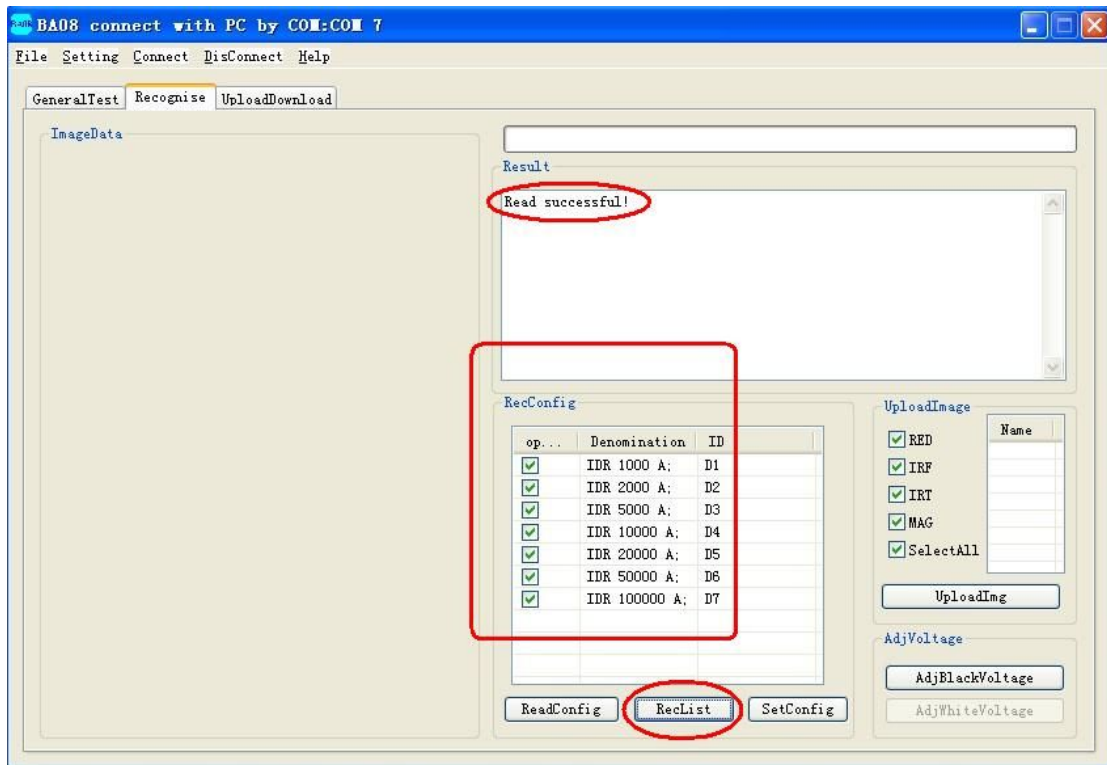 BA08 connect with PC by COM:COM 7
File Setting Connect DisConnect Help
GeneralTest Recognise UploadDownload
ImageData
Result
Read successful!
RecConfig
op... Denomination ID
IDR 1000 A; D1
IDR 2000 A; D2
IDR 5000 A; D3
IDR 10000 A; D4
IDR 20000 A; D5
IDR 50000 A; D6
IDR 100000 A; D7
ReadConfig RecList SetConfig
UploadImage
Name
RED
IRF
IRT
MAG
SelectAll
UploadImg
AdjVoltage
AdjBlackVoltage
AdjWhiteVoltage